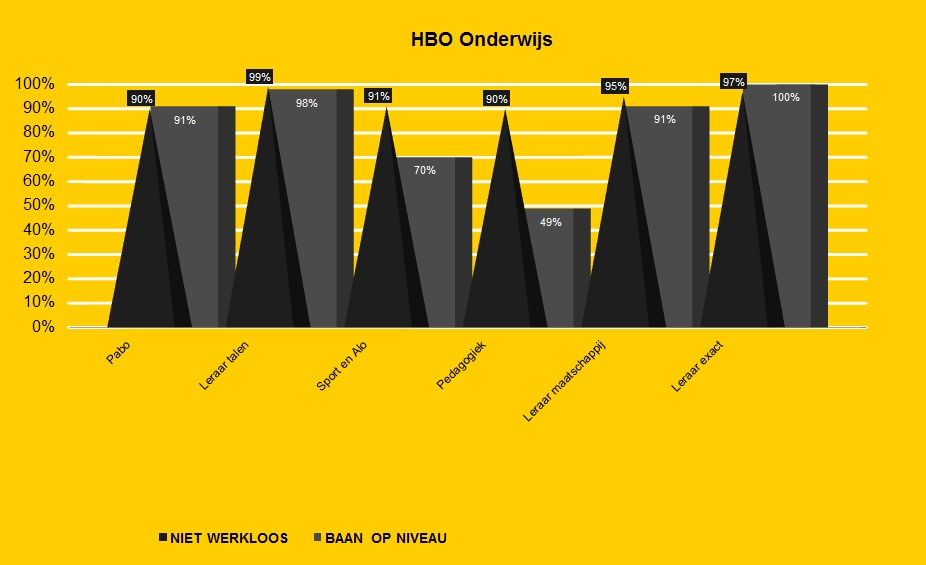 HBO Onderwijs
100%
90%
80%
70%
60%
50%
40%
30%
20%
10%
0%
90%
91%
99%
98%
91%
70%
90%
49%
95%
91%
97%
100%
Pabo
Leraar talen
Sport en Alo
Pedagogiek
Leraar maatschappij
Leraar exact
NIET WERKLOOS
BAAN OP NIVEAU